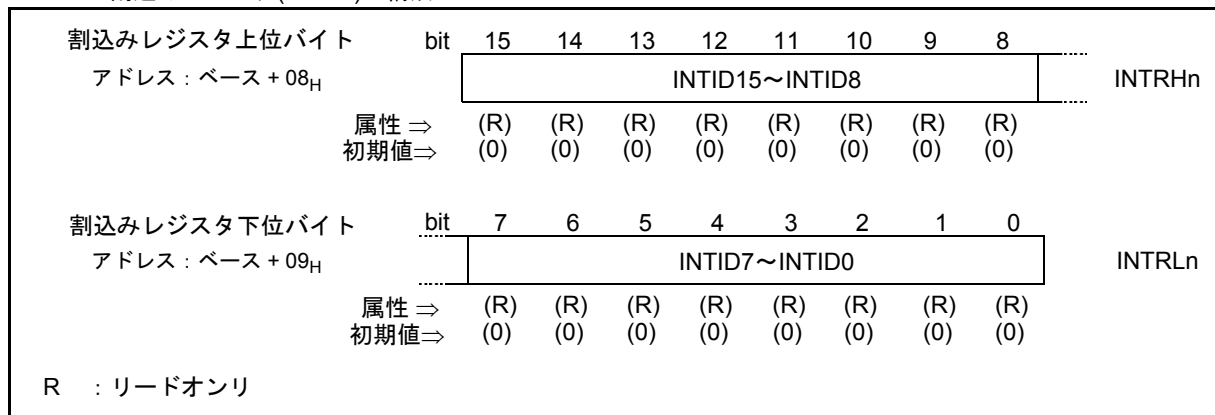 割込みレジスタ上位バイト bit 15 14 13 12 11 10 9 8
アドレス：ベース + 08H INTID15～INTID8 INTRHn
属性 ⇒ (R) (R) (R) (R) (R) (R) (R) (R)
初期値⇒ (0) (0) (0) (0) (0) (0) (0) (0)
割込みレジスタ下位バイト bit 7 6 5 4 3 2 1 0
アドレス：ベース + 09H INTID7～INTID0 INTRLn
属性 ⇒ (R) (R) (R) (R) (R) (R) (R) (R)
初期値⇒ (0) (0) (0) (0) (0) (0) (0) (0)
R ：リードオンリ